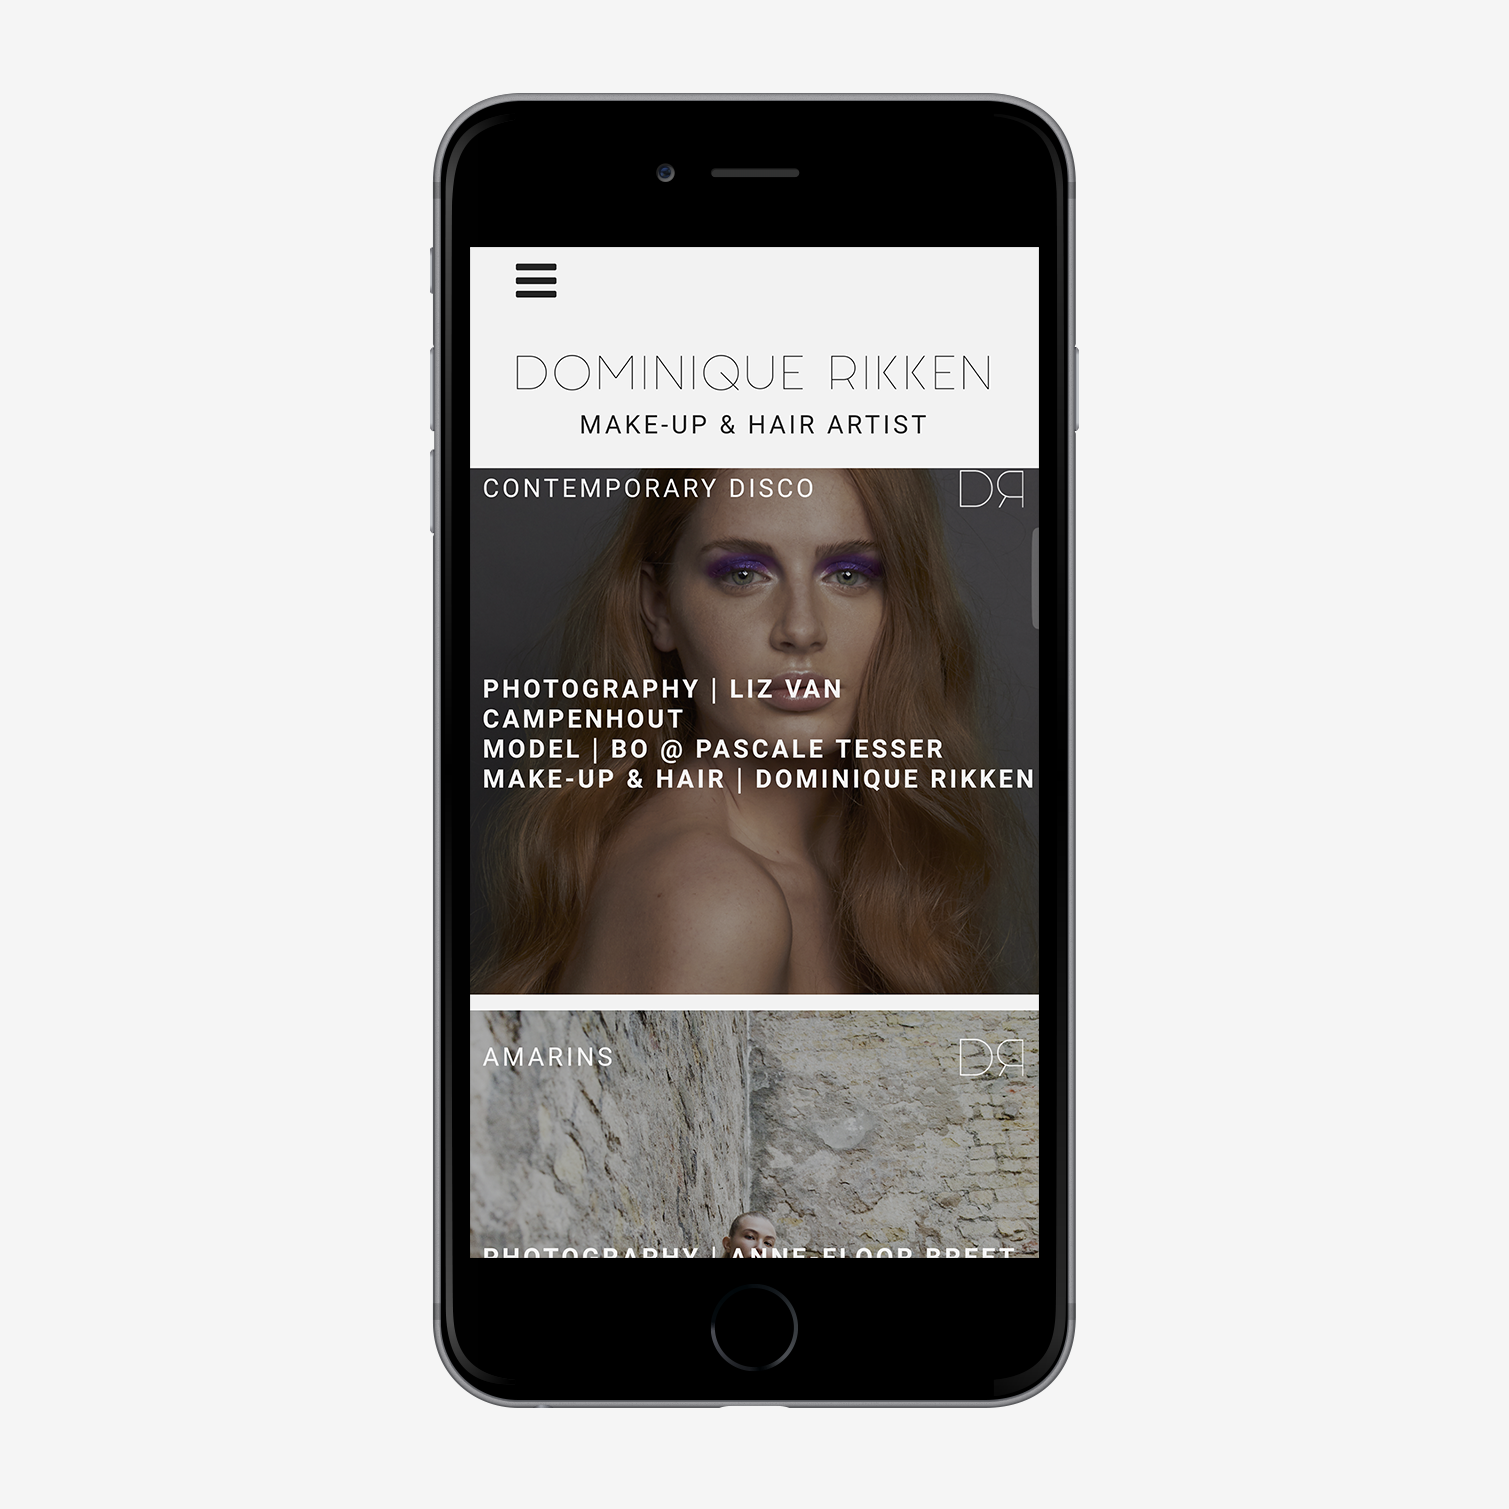 DOMINIQUE RIKKEN
MAKE-UP & HAIR ARTIST
CONTEMPORARY DISCO
DR
PHOTOGRAPHY | LIZ VAN
CAMPENHOUT
MODEL | BO @ PASCALE TESSER
MAKE-UP & HAIR | DOMINIQUE RIKKEN
AMARINS
DR
PHOTOGRAPHY | ANNE-FLOOR BREET